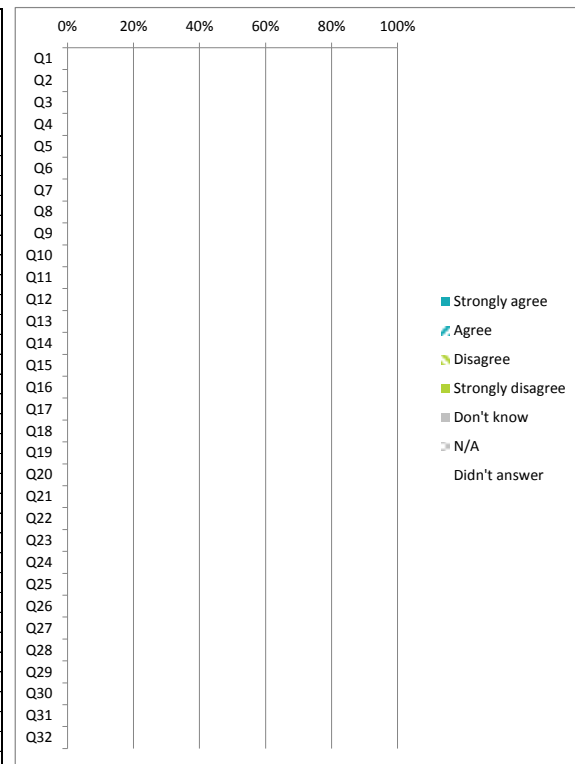 0% 20% 40% 60% 80% 100%
Q1
Q2
Q3
Q4
Q5
Q6
Q7
Q8
Q9
Q10
Q11
Q12
Q13
Q14
Q15
Q16
Q17
Q18
Q19
Q20
Q21
Q22
Q23
Q24
Q25
Q26
Q27
Q28
Q29
Q30
Q31
Q32
Strongly agree
Agree
Disagree
Strongly disagree
Don't know
N/A
Didn't answer